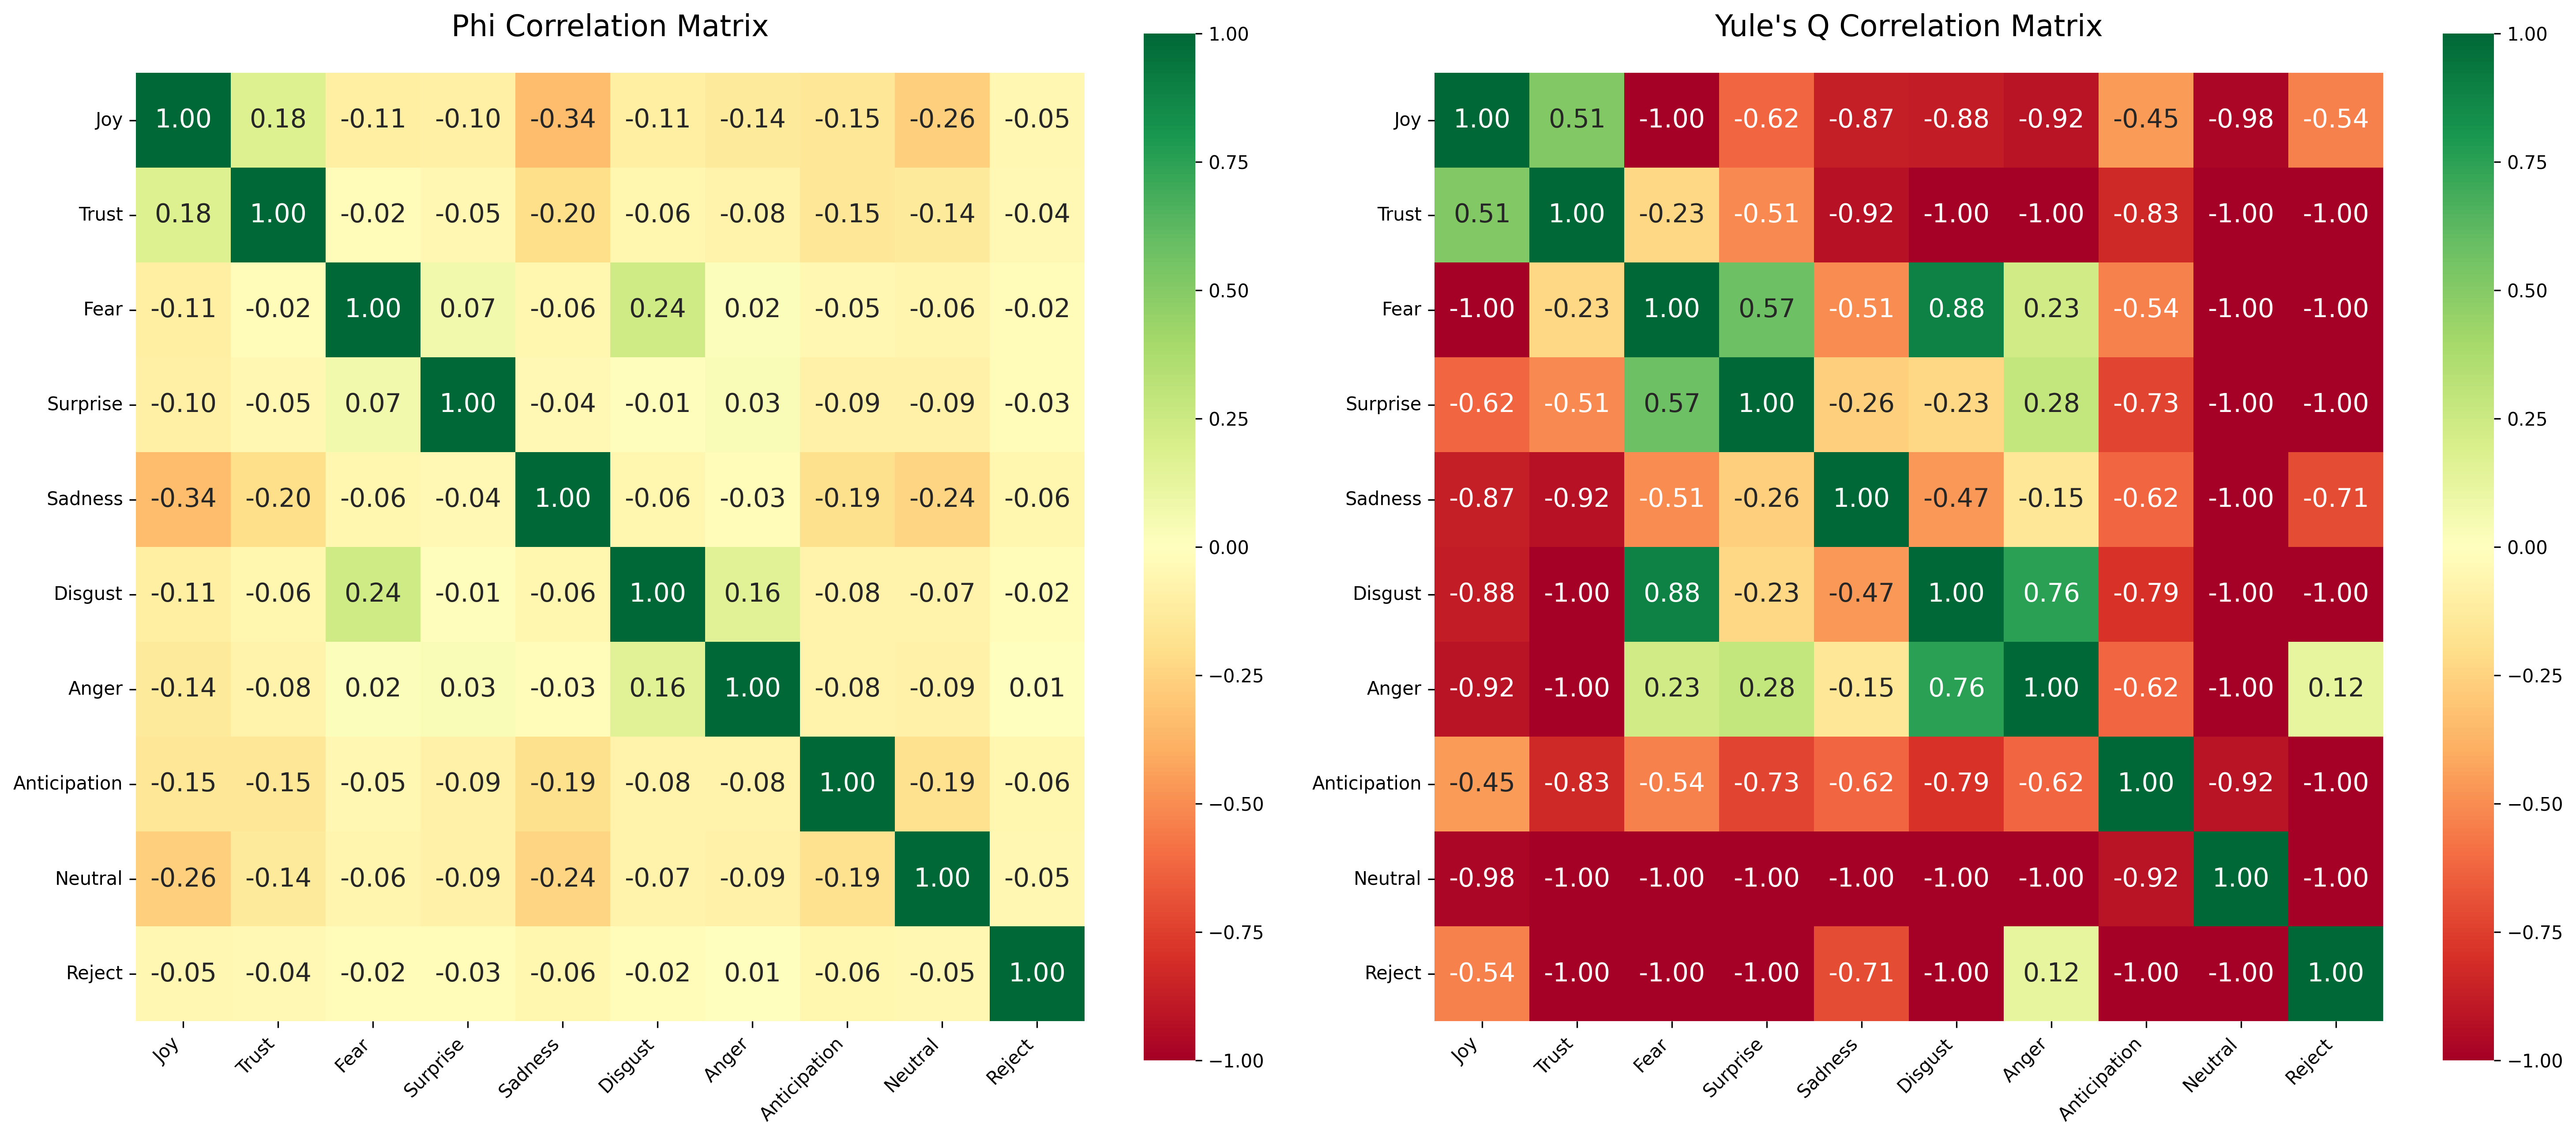 Phi Correlation Matrix
Joy 1.00 0.18 -0.11 -0.10 -0.34 -0.11 -0.14 -0.15 -0.26 -0.05
Trust 0.18 1.00 -0.02 -0.05 -0.20 -0.06 -0.08 -0.15 -0.14 -0.04
Fear -0.11 -0.02 1.00 0.07 -0.06 0.24 0.02 -0.05 -0.06 -0.02
Surprise -0.10 -0.05 0.07 1.00 -0.04 -0.01 0.03 -0.09 -0.09 -0.03
Sadness -0.34 -0.20 -0.06 -0.04 1.00 -0.06 -0.03 -0.19 -0.24 -0.06
Disgust -0.11 -0.06 0.24 -0.01 -0.06 1.00 0.16 -0.08 -0.07 -0.02
Anger -0.14 -0.08 0.02 0.03 -0.03 0.16 1.00 -0.08 -0.09 0.01
Anticipation -0.15 -0.15 -0.05 -0.09 -0.19 -0.08 -0.08 1.00 -0.19 -0.06
Neutral -0.26 -0.14 -0.06 -0.09 -0.24 -0.07 -0.09 -0.19 1.00 -0.05
Reject -0.05 -0.04 -0.02 -0.03 -0.06 -0.02 0.01 -0.06 -0.05 1.00
Joy Trust Fear Surprise Sadness Disgust Anger Anticipation Neutral Reject
1.00
0.75
0.50
0.25
0.00
−0.25
−0.50
−0.75
−1.00
Yule's Q Correlation Matrix
Joy 1.00 0.51 -1.00 -0.62 -0.87 -0.88 -0.92 -0.45 -0.98 -0.54
Trust 0.51 1.00 -0.23 -0.51 -0.92 -1.00 -1.00 -0.83 -1.00 -1.00
Fear -1.00 -0.23 1.00 0.57 -0.51 0.88 0.23 -0.54 -1.00 -1.00
Surprise -0.62 -0.51 0.57 1.00 -0.26 -0.23 0.28 -0.73 -1.00 -1.00
Sadness -0.87 -0.92 -0.51 -0.26 1.00 -0.47 -0.15 -0.62 -1.00 -0.71
Disgust -0.88 -1.00 0.88 -0.23 -0.47 1.00 0.76 -0.79 -1.00 -1.00
Anger -0.92 -1.00 0.23 0.28 -0.15 0.76 1.00 -0.62 -1.00 0.12
Anticipation -0.45 -0.83 -0.54 -0.73 -0.62 -0.79 -0.62 1.00 -0.92 -1.00
Neutral -0.98 -1.00 -1.00 -1.00 -1.00 -1.00 -1.00 -0.92 1.00 -1.00
Reject -0.54 -1.00 -1.00 -1.00 -0.71 -1.00 0.12 -1.00 -1.00 1.00
Joy Trust Fear Surprise Sadness Disgust Anger Anticipation Neutral Reject
1.00
0.75
0.50
0.25
0.00
−0.25
−0.50
−0.75
−1.00